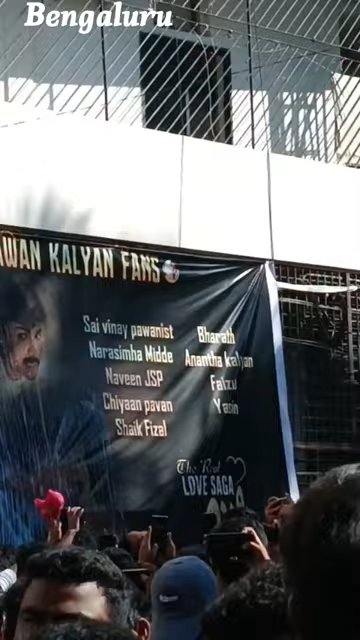 Bengaluru
AWAN KALYAN FANS
Sai vinay pawanist
Narasimha Midde
Naveen JSP
Chiyaan pavan
Shaik Fizal
Bharath
Anantha kalyan
Faizu
Yasin
The Real
LOVE SAGA